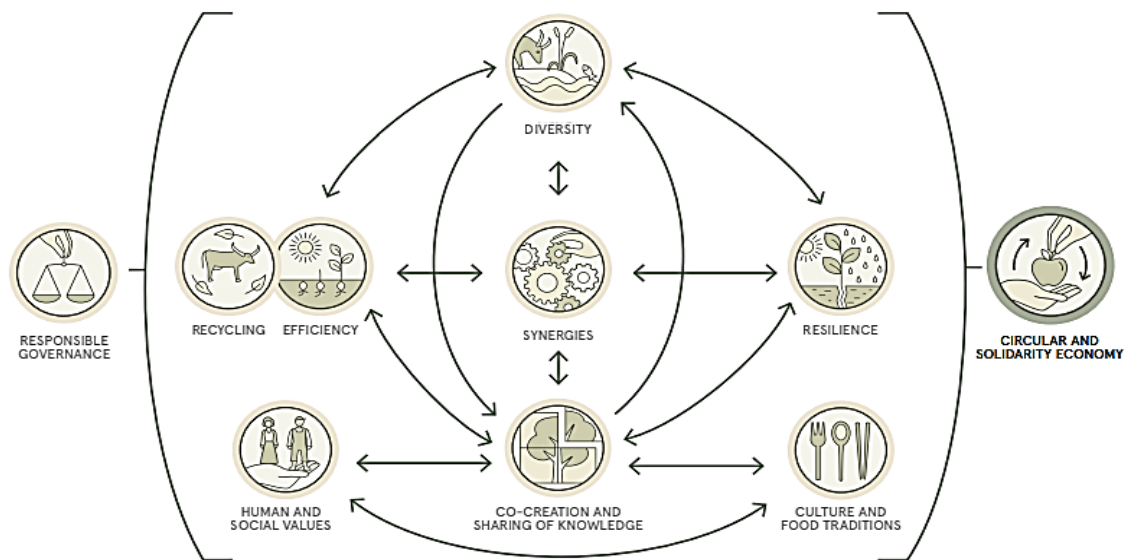 DIVERSITY
RECYCLING
EFFICIENCY
SYNERGIES
RESILIENCE
RESPONSIBLE
GOVERNANCE
CIRCULAR AND
SOLIDARITY ECONOMY
HUMAN AND
SOCIAL VALUES
CO-CREATION AND
SHARING OF KNOWLEDGE
CULTURE AND
FOOD TRADITIONS